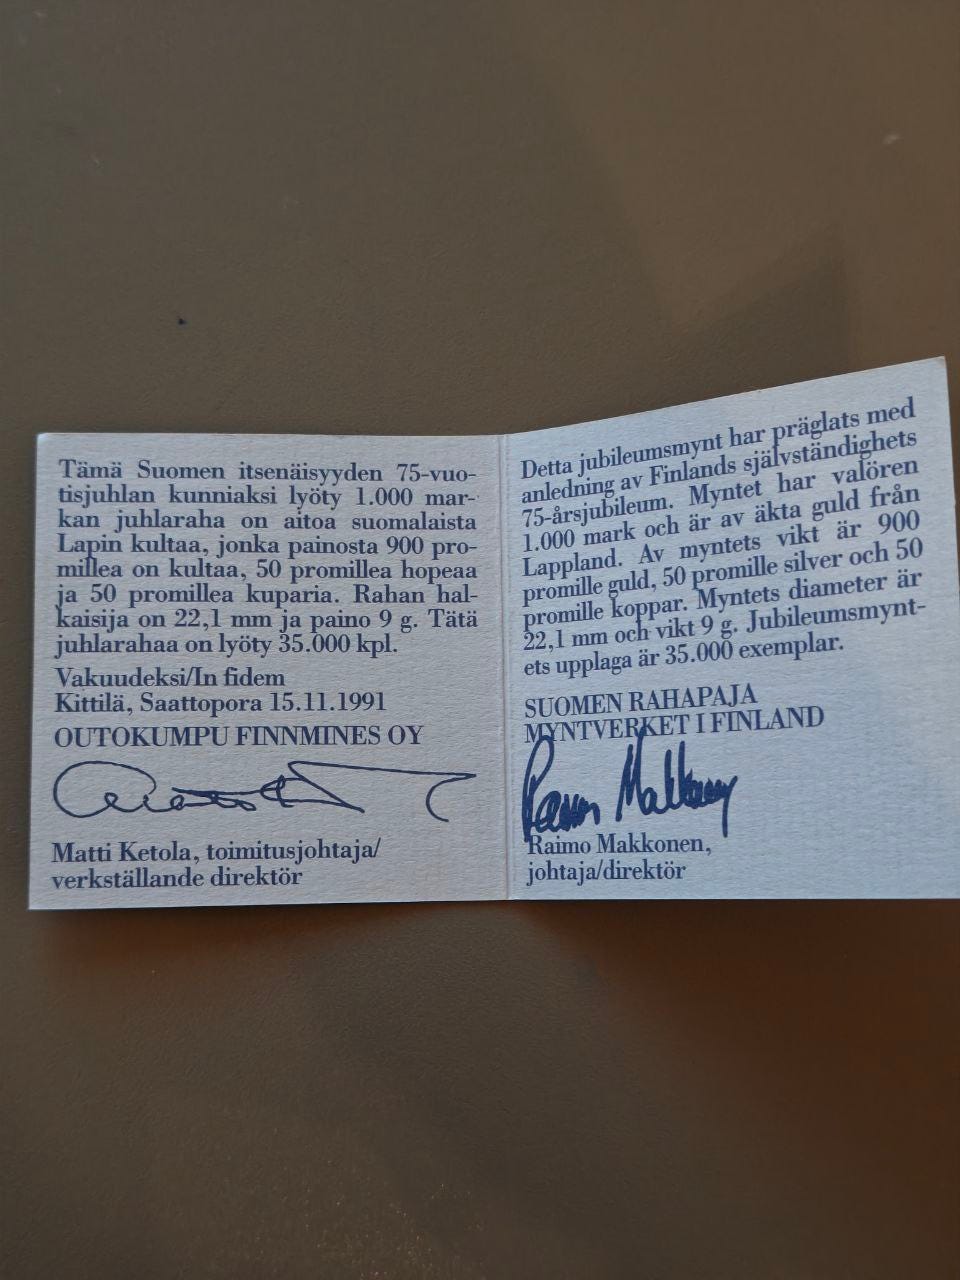 Tämä Suomen itsenäisyyden 75-vuo-
tisjuhlan kunniaksi lyöty 1.000 mar-
kan juhlaraha on aitoa suomalaista
Lapin kultaa, jonka painosta 900 pro-
millea on kultaa, 50 promillea hopeaa
ja 50 promillea kuparia. Rahan hal-
kaisija on 22,1 mm ja paino 9 g. Tätä
juhlarahaa on lyöty 35.000 kpl.
Vakuudeksi/In fidem
Kittilä, Saattopora 15.11.1991
OUTOKUMPU FINNMINES OY
Matti Ketola, toimitusjohtaja/
verkställande direktör
Detta jubileumsmynt har präglats med
anledning av Finlands självständighets
75-årsjubileum. Myntet har valören
1.000 mark och är av äkta guld från
Lappland. Av myntets vikt är 900
promille guld, 50 promille silver och 50
promille koppar. Myntets diameter är
22,1 mm och vikt 9 g. Jubileumsmynt-
ets upplaga är 35.000 exemplar.
SUOMEN RAHAPAJA
MYNTVERKET I FINLAND
Raimo Makkonen
Raimo Makkonen,
johtaja/direktör